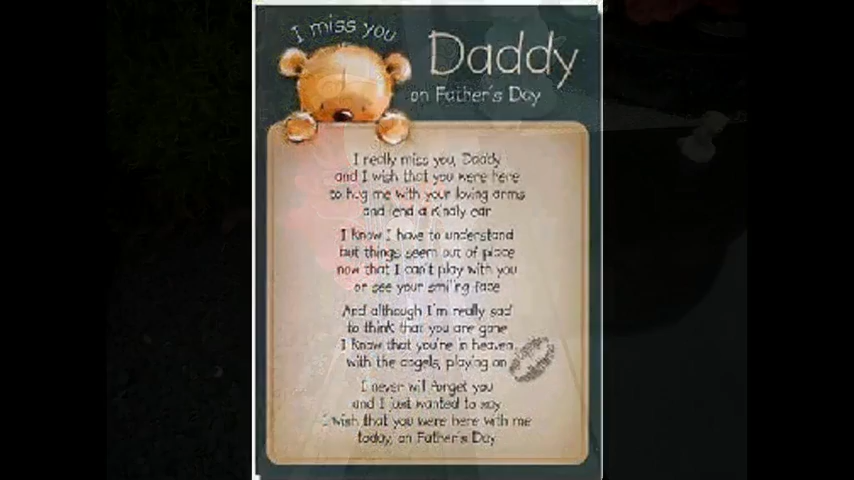 I miss you
Daddy
on Father's Day
I really miss you, Daddy
and I wish that you were here
to hug me with your loving arms
and lend a kindly ear
I know I have to understand
but things seem out of place
now that I can't play with you
or see your smiling face
And although I'm really sad
to think that you are gone
I know that you're in heaven
with the angels, playing on
I never will forget you
and I just wanted to say
I wish that you were here with me
today, on Father's Day